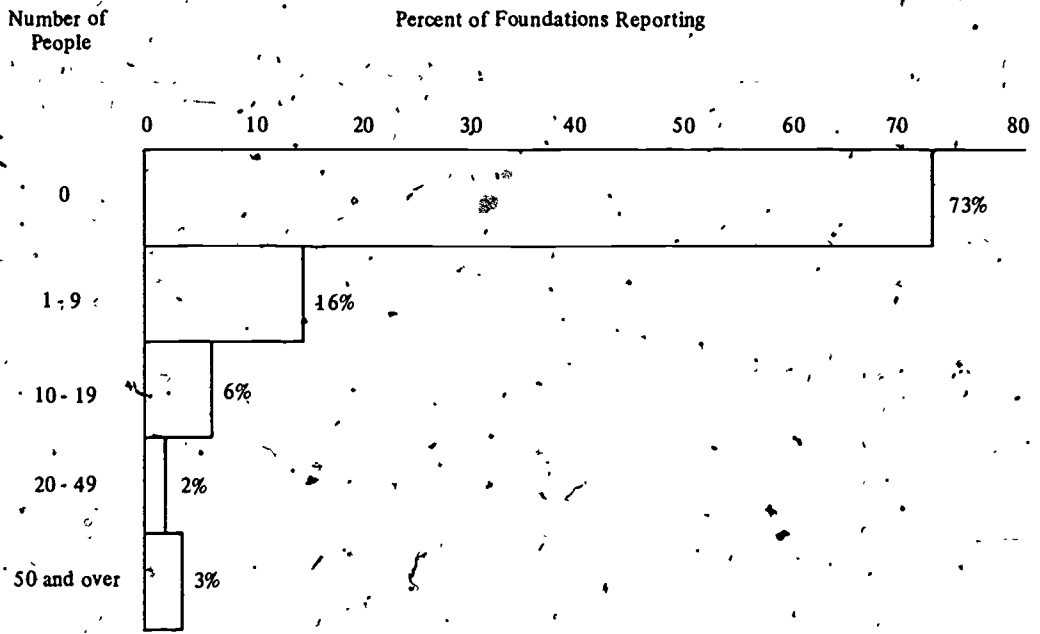 Number of People
Percent of Foundations Reporting
0 10 20 30 40 50 60 70 80
0 73%
1-9 16%
10-19 6%
20-49 2%
50 and over 3%